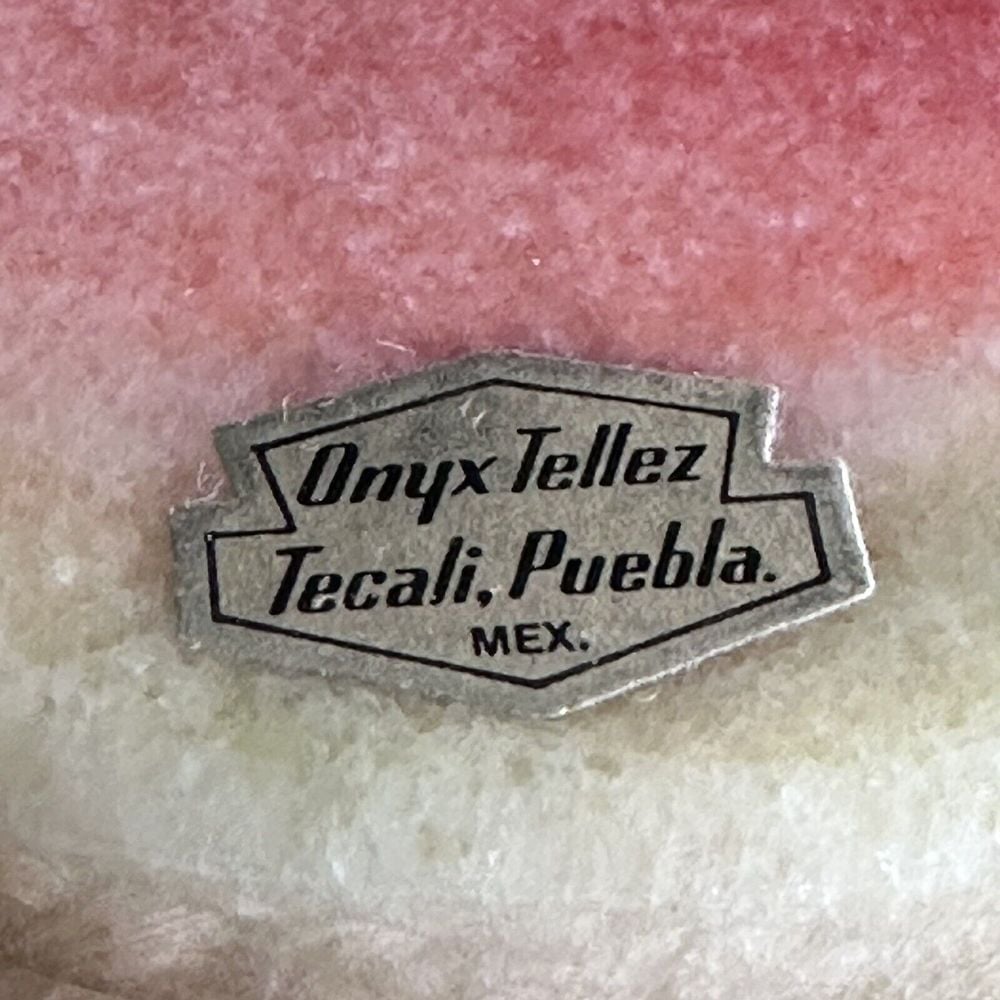 Onyx Tellez
Tecali, Puebla.
MEX.